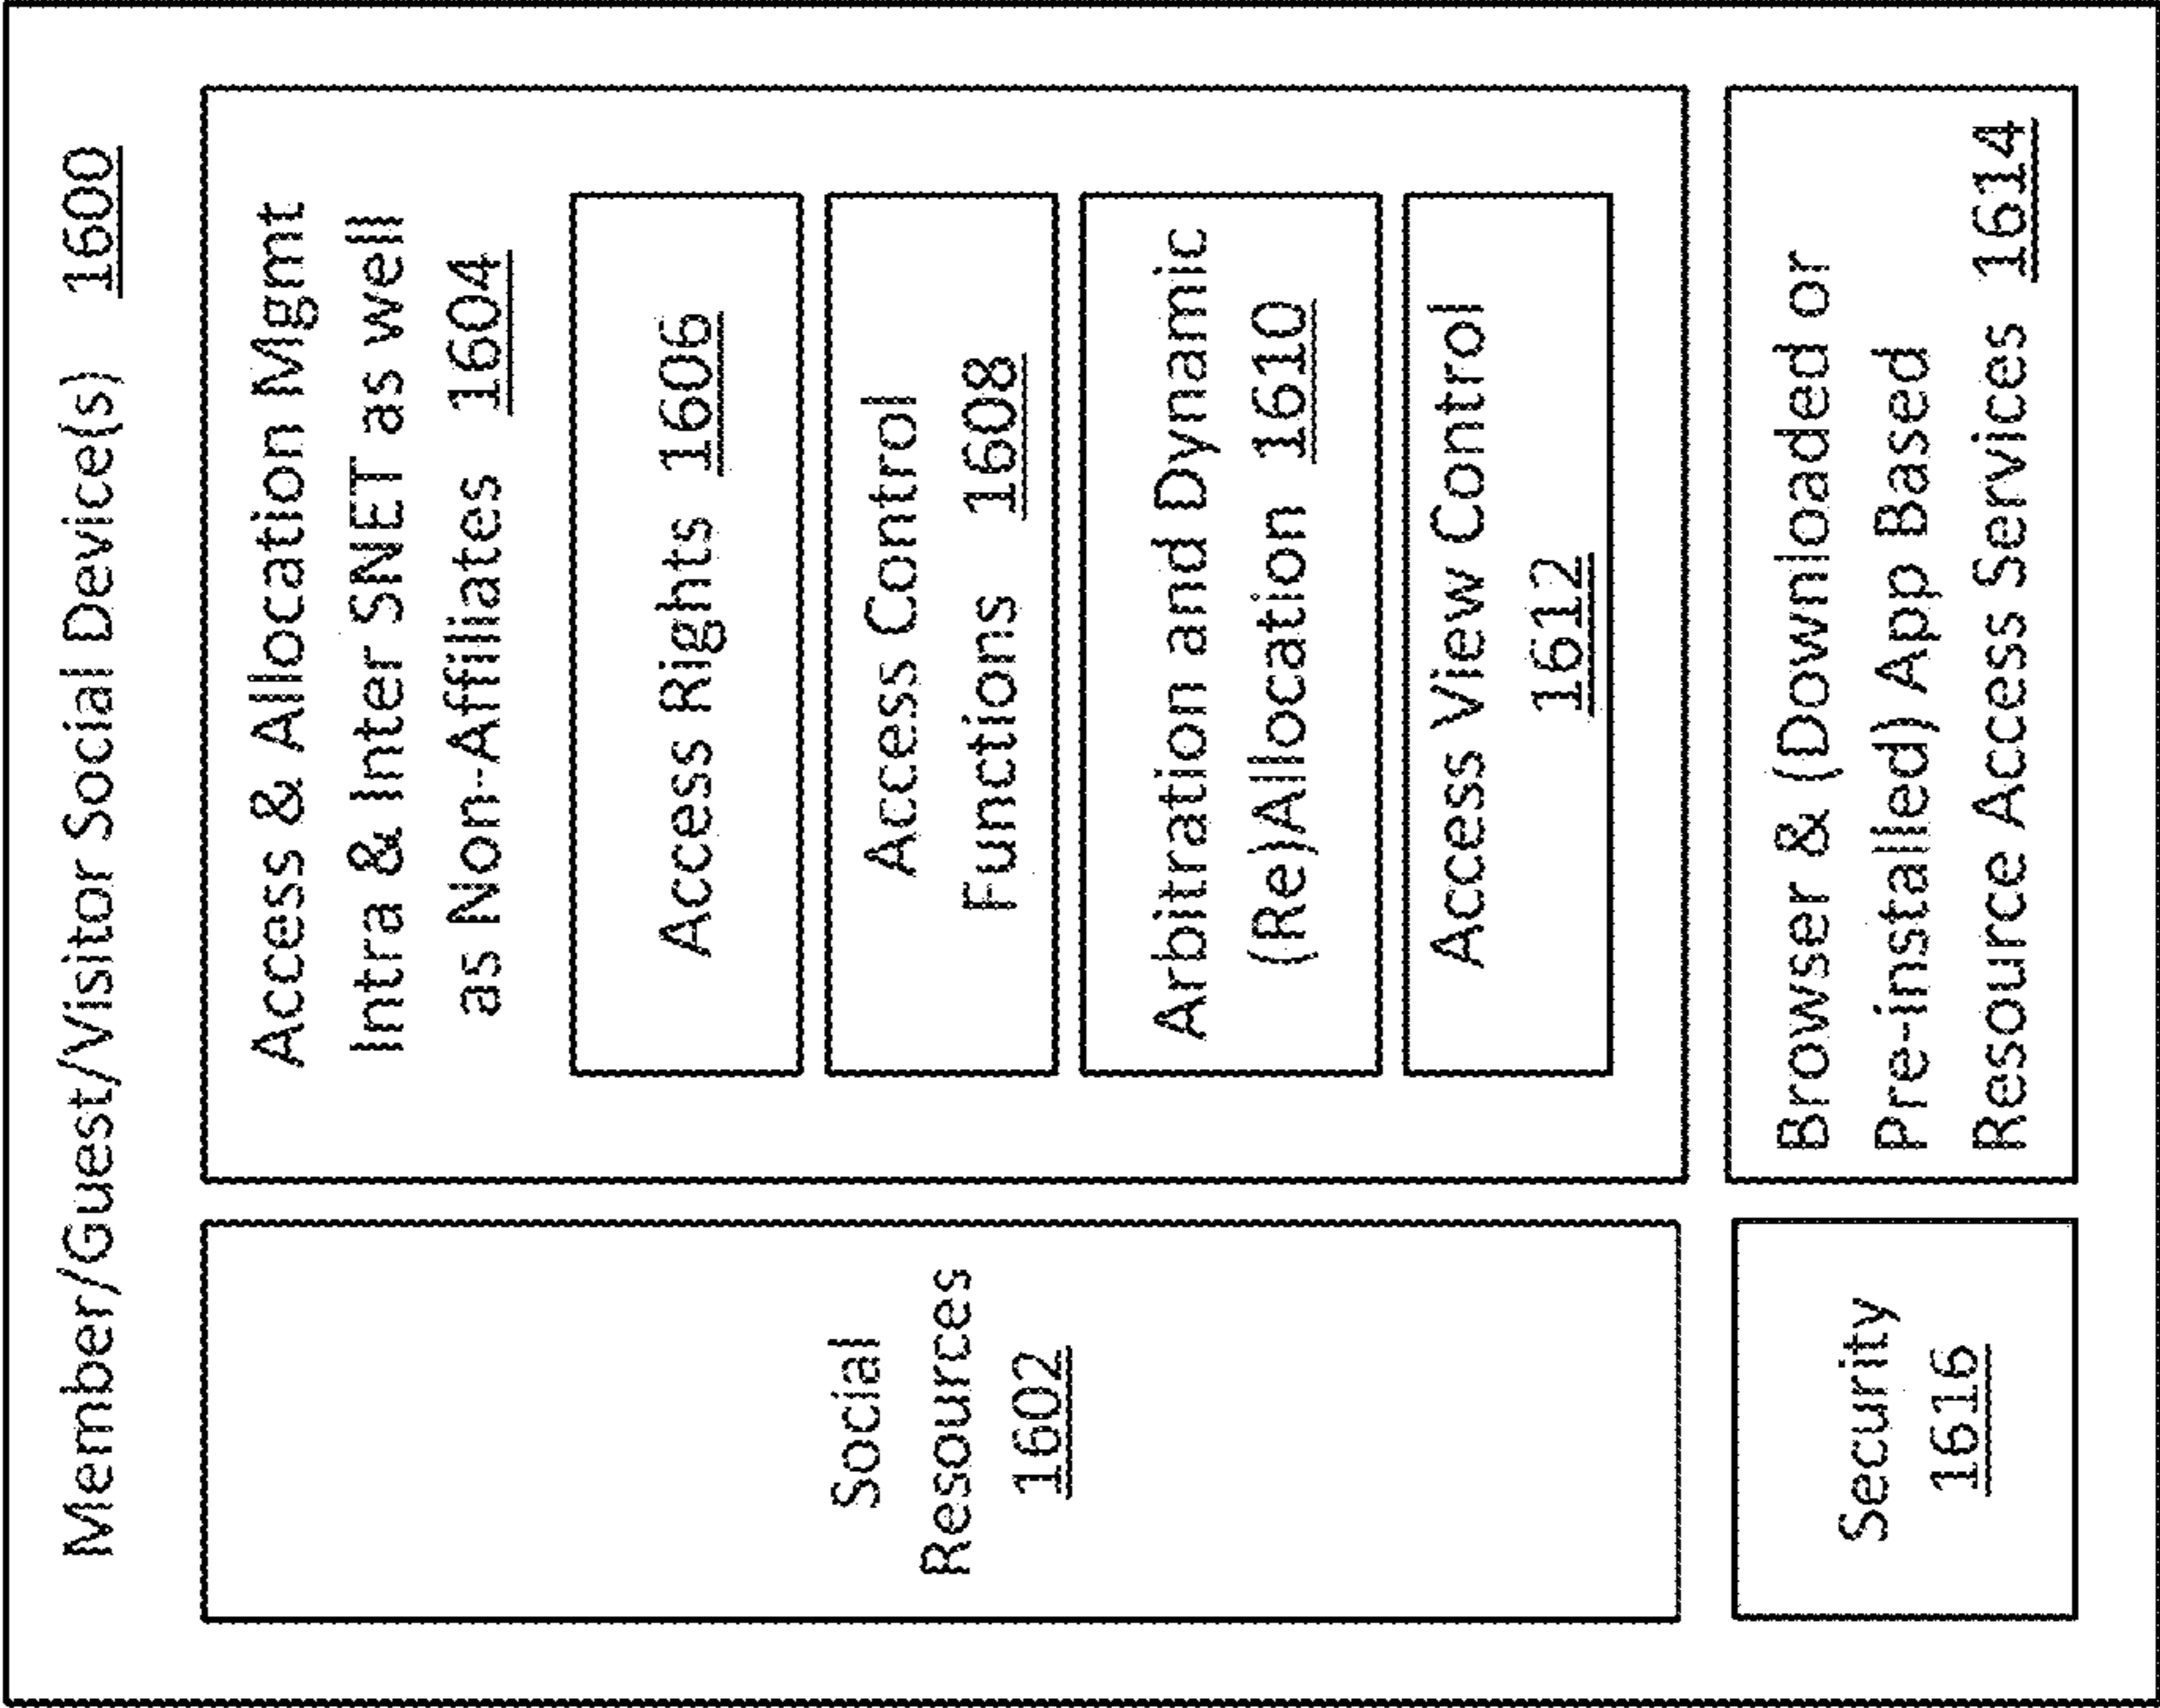 Member/Guest/Visitor Social Device(s) 1600
Social
Resources
1602
Access & Allocation Mgmt
Intra & Inter SNET as well
as Non-Affiliates 1604
Access Rights 1606
Access Control
Functions 1608
Arbitration and Dynamic
(Re)Allocation 1610
Access View Control
1612
Security
1616
Browser & (Downloaded or
Pre-installed) App Based
Resource Access Services 1614